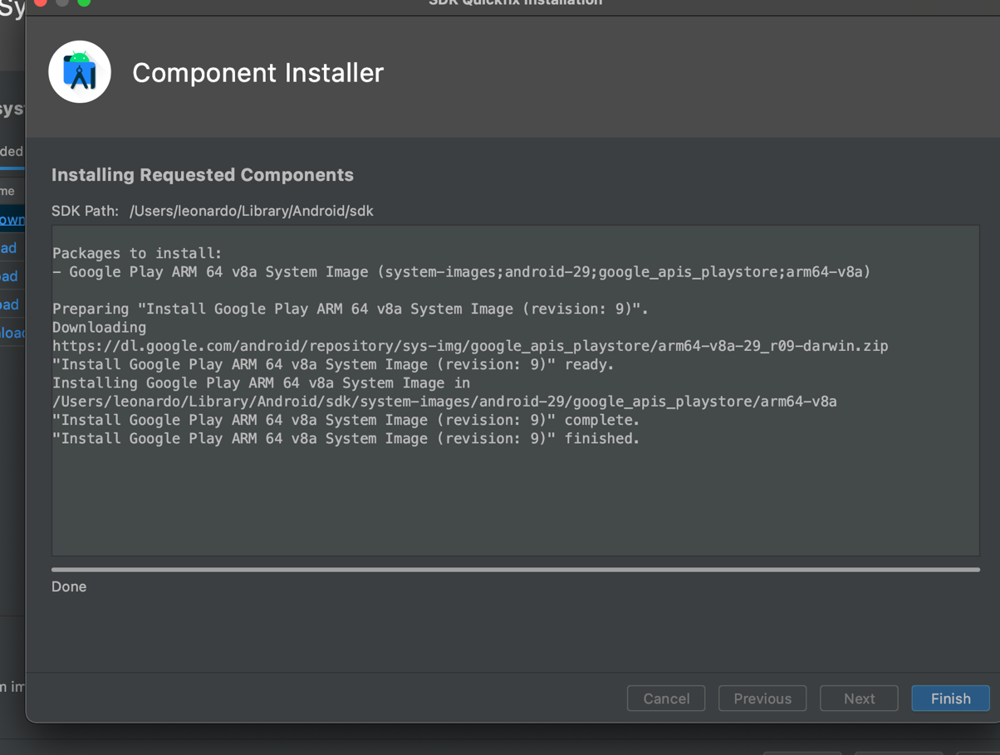 Sy
SDK Quickfix Installation
Component Installer
sys
ded
me
own
ad
oad
oad
nload
Installing Requested Components
SDK Path: /Users/leonardo/Library/Android/sdk
Packages to install:
- Google Play ARM 64 v8a System Image (system-images;android-29;google_apis_playstore;arm64-v8a)
Preparing "Install Google Play ARM 64 v8a System Image (revision: 9)".
Downloading
https://dl.google.com/android/repository/sys-img/google_apis_playstore/arm64-v8a-29_r09-darwin.zip
"Install Google Play ARM 64 v8a System Image (revision: 9)" ready.
Installing Google Play ARM 64 v8a System Image in
/Users/leonardo/Library/Android/sdk/system-images/android-29/google_apis_playstore/arm64-v8a
"Install Google Play ARM 64 v8a System Image (revision: 9)" complete.
"Install Google Play ARM 64 v8a System Image (revision: 9)" finished.
Done
m im
Cancel Previous Next Finish